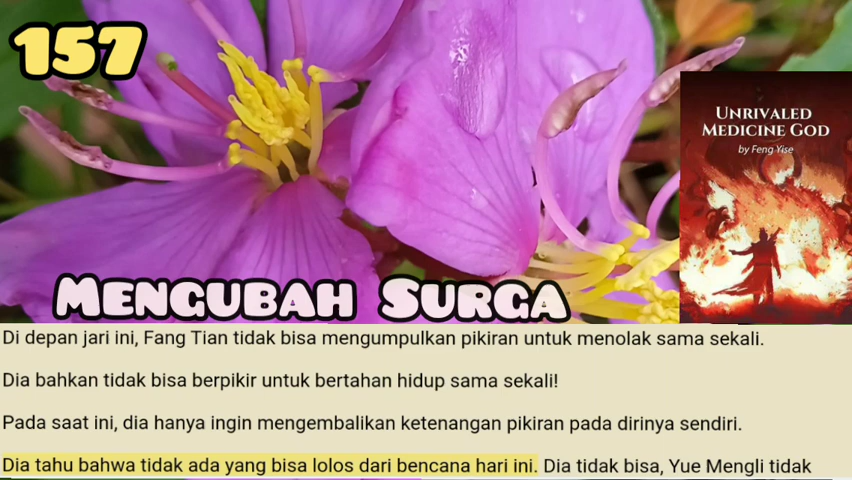 157
UNRIVALED
MEDICINE GOD
by Feng Yise
MENGUBAH SURGA
Di depan jari ini, Fang Tian tidak bisa mengumpulkan pikiran untuk menolak sama sekali.
Dia bahkan tidak bisa berpikir untuk bertahan hidup sama sekali!
Pada saat ini, dia hanya ingin mengembalikan ketenangan pikiran pada dirinya sendiri.
Dia tahu bahwa tidak ada yang bisa lolos dari bencana hari ini. Dia tidak bisa, Yue Mengli tidak